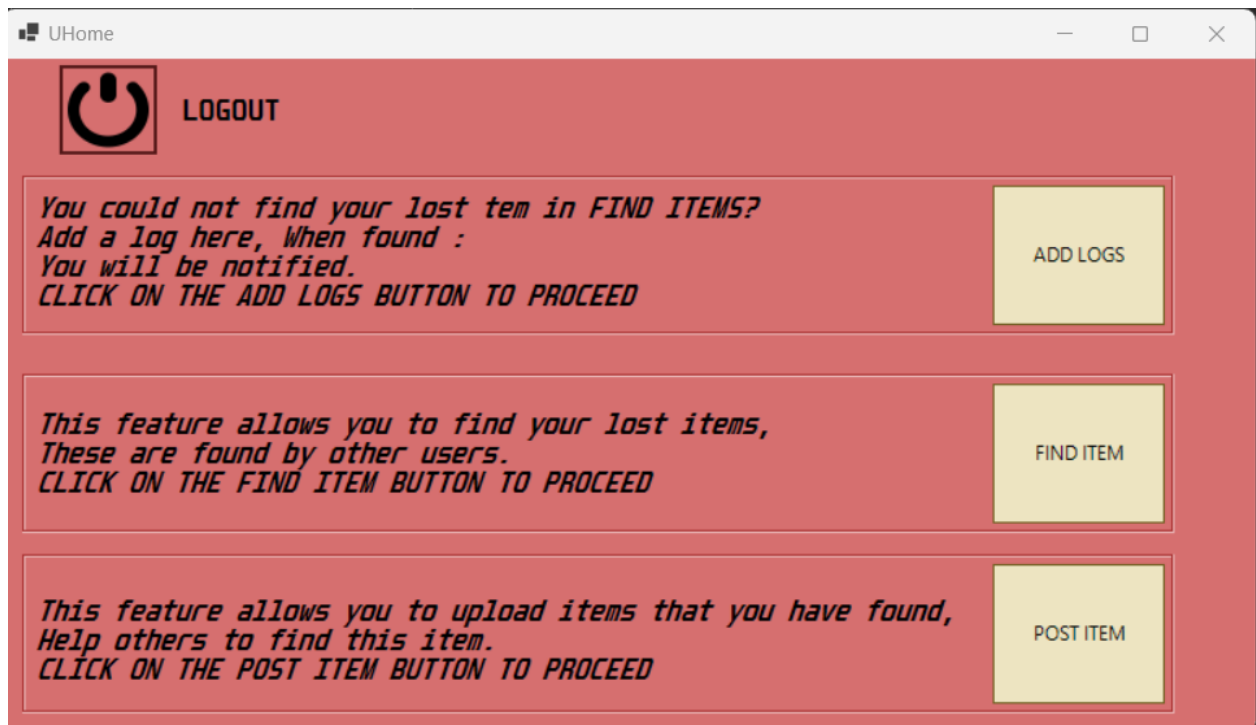 UHome
LOGOUT
You could not find your lost tem in FIND ITEMS?
Add a log here, When found :
You will be notified.
CLICK ON THE ADD LOGS BUTTON TO PROCEED
ADD LOGS
This feature allows you to find your lost items,
These are found by other users.
CLICK ON THE FIND ITEM BUTTON TO PROCEED
FIND ITEM
This feature allows you to upload items that you have found,
Help others to find this item.
CLICK ON THE POST ITEM BUTTON TO PROCEED
POST ITEM